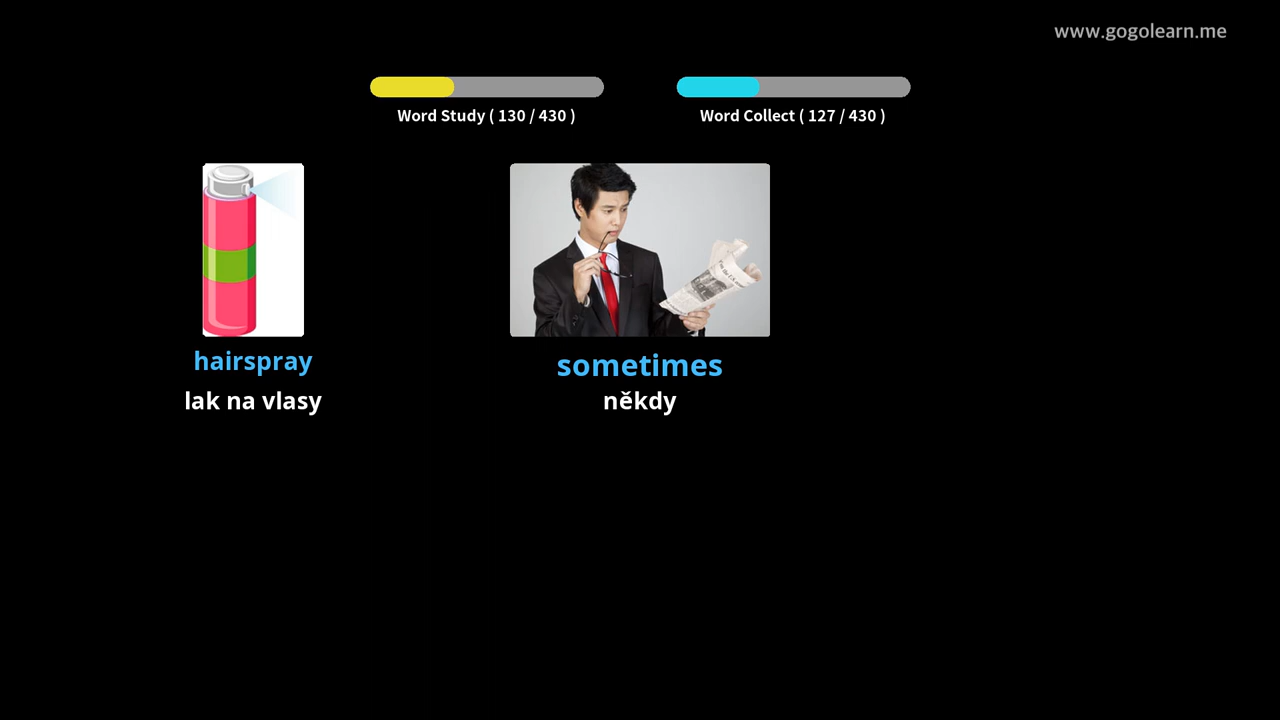 www.gogolearn.me
Word Study ( 130 / 430 )
Word Collect ( 127 / 430 )
hairspray
lak na vlasy
sometimes
někdy